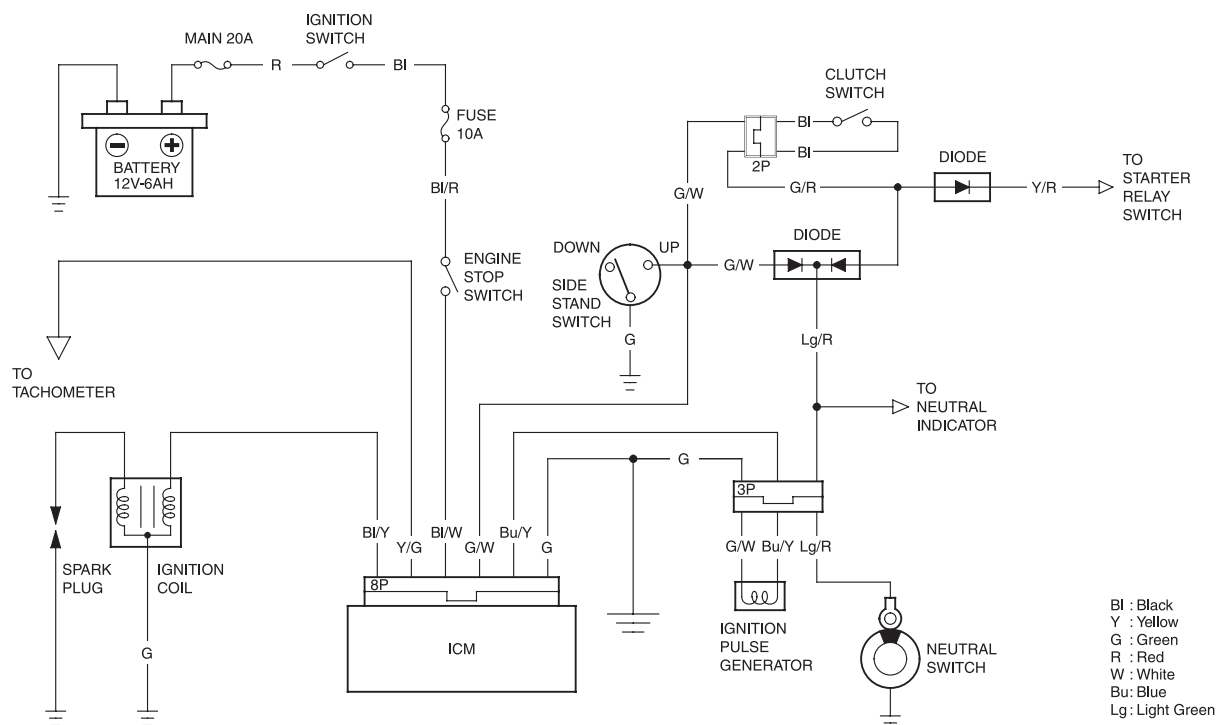 MAIN 20A
IGNITION
SWITCH
R
Bl
FUSE
10A
BATTERY
12V-6AH
Bl/R
CLUTCH
SWITCH
Bl
Bl
2P
G/W
G/R
DIODE
Y/R
TO
STARTER
RELAY
SWITCH
DOWN
UP
G/W
DIODE
SIDE
STAND
SWITCH
G
ENGINE
STOP
SWITCH
Lg/R
TO
TACHOMETER
TO
NEUTRAL
INDICATOR
G
3P
Bl/Y
Y/G
Bl/W
G/W
Bu/Y
G
G/W
Bu/Y
Lg/R
SPARK
PLUG
IGNITION
COIL
8P
ICM
G
IGNITION
PULSE
GENERATOR
NEUTRAL
SWITCH
Bl : Black
Y : Yellow
G : Green
R : Red
W : White
Bu: Blue
Lg: Light Green